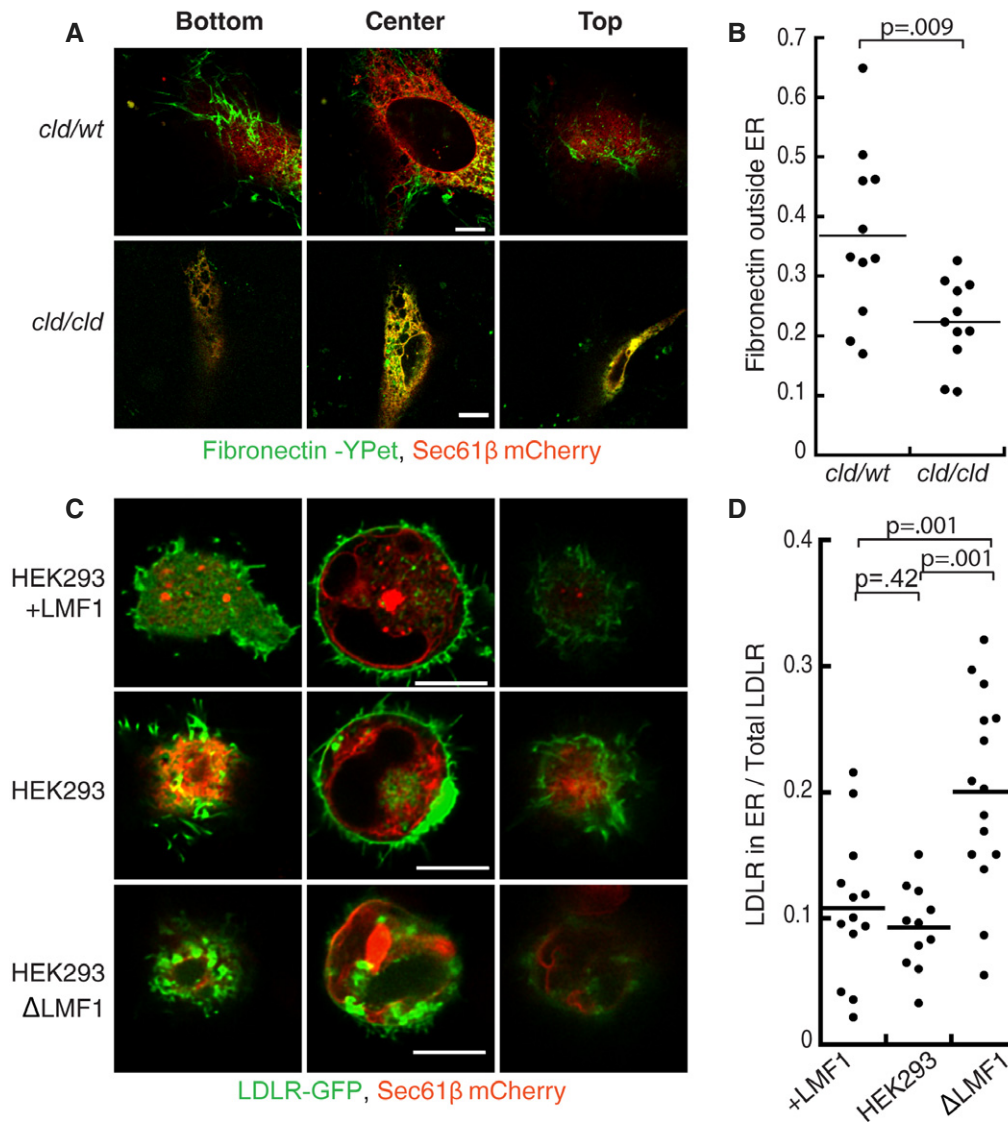 A
Bottom
Center
Top
cld/wt
cld/cld
Fibronectin -YPet, Sec61β mCherry
B
p=.009
Fibronectin outside ER
0.7
0.6
0.5
0.4
0.3
0.2
0.1
0
cld/wt
cld/cld
C
HEK293
+LMF1
HEK293
HEK293
ΔLMF1
LDLR-GFP, Sec61β mCherry
D
p=.001
p=.001
p=.42
LDLR in ER / Total LDLR
0.4
0.3
0.2
0.1
0
+LMF1
HEK293
ΔLMF1